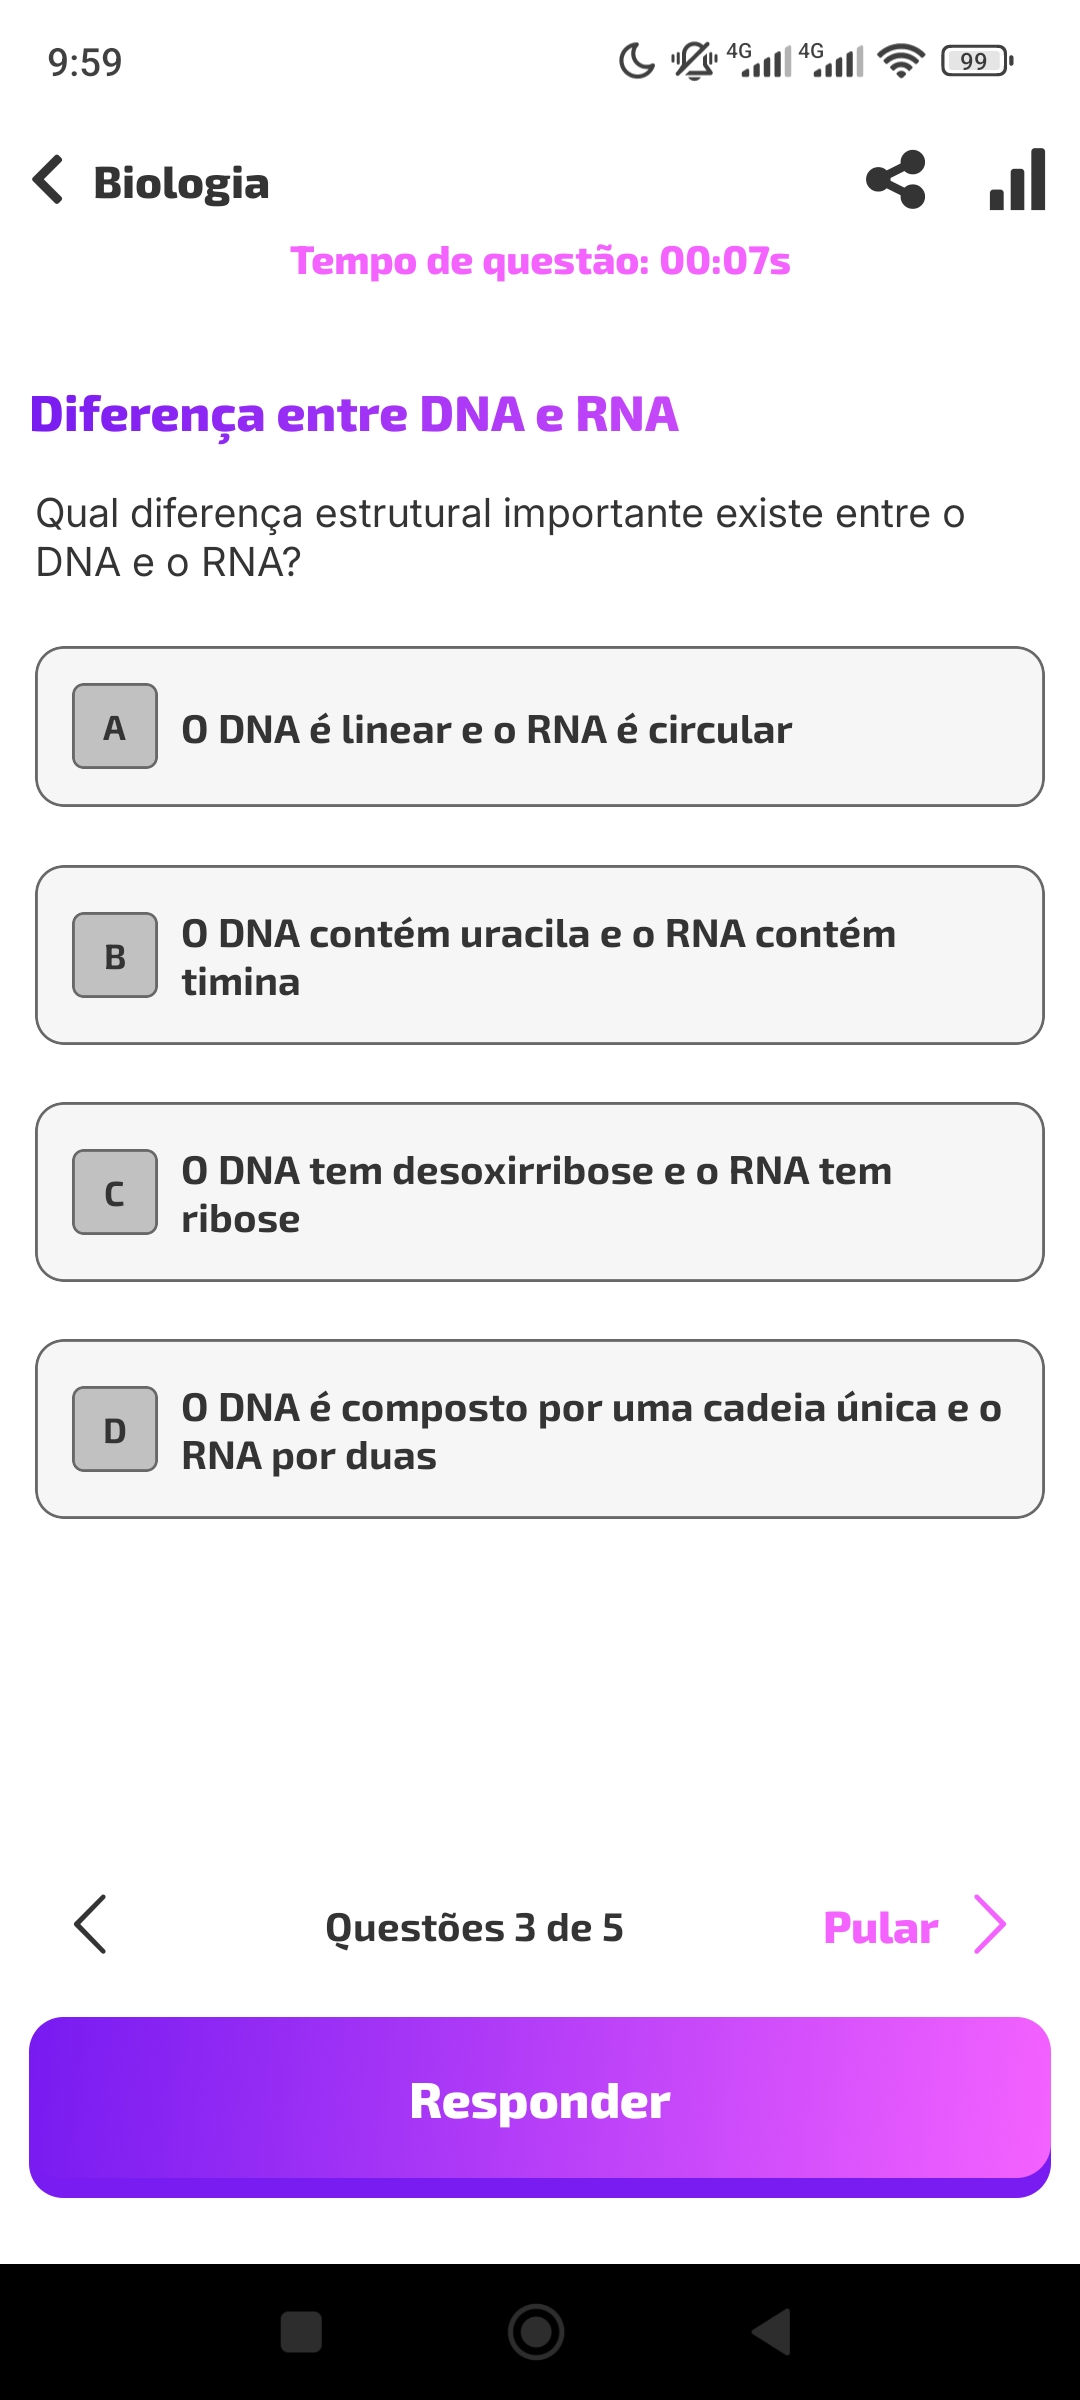 9:59
4G 4G 99
Biologia
Tempo de questão: 00:07s
Diferença entre DNA e RNA
Qual diferença estrutural importante existe entre o
DNA e o RNA?
A O DNA é linear e o RNA é circular
B O DNA contém uracila e o RNA contém
timina
C O DNA tem desoxirribose e o RNA tem
ribose
D O DNA é composto por uma cadeia única e o
RNA por duas
Questões 3 de 5 Pular
Responder